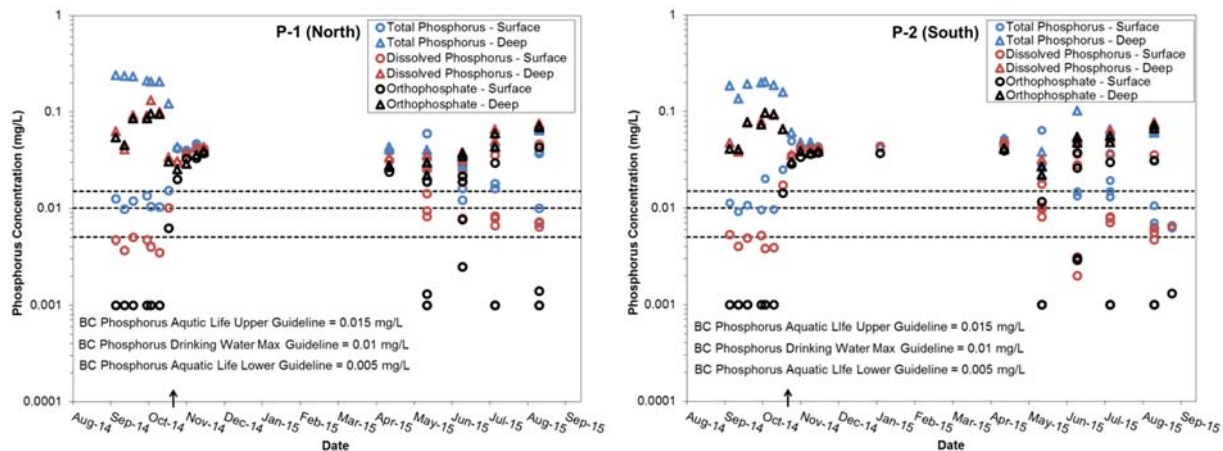 P-1 (North)
Total Phosphorus - Surface
Total Phosphorus - Deep
Dissolved Phosphorus - Surface
Dissolved Phosphorus - Deep
Orthophosphate - Surface
Orthophosphate - Deep
Phosphorus Concentration (mg/L)
1
0.1
0.01
0.001
0.0001
BC Phosphorus Aqutic Life Upper Guideline = 0.015 mg/L
BC Phosphorus Drinking Water Max Guideline = 0.01 mg/L
BC Phosphorus Aquatic Life Lower Guideline = 0.005 mg/L
Aug-14
Sep-14
Oct-14
Nov-14
Dec-14
Jan-15
Feb-15
Mar-15
Apr-15
May-15
Jun-15
Jul-15
Aug-15
Sep-15
Date
P-2 (South)
Total Phosphorus - Surface
Total Phosphorus - Deep
Dissolved Phosphorus - Surface
Dissolved Phosphorus - Deep
Orthophosphate - Surface
Orthophosphate - Deep
Phosphorus Concentration (mg/L)
1
0.1
0.01
0.001
0.0001
BC Phosphorus Aquatic LIfe Upper Guideline = 0.015 mg/L
BC Phosphorus Drinking Water Max Guideline = 0.01 mg/L
BC Phosphorus Aquatic LIfe Lower Guideline = 0.005 mg/L
Aug-14
Sep-14
Oct-14
Nov-14
Dec-14
Jan-15
Feb-15
Mar-15
Apr-15
May-15
Jun-15
Jul-15
Aug-15
Sep-15
Date